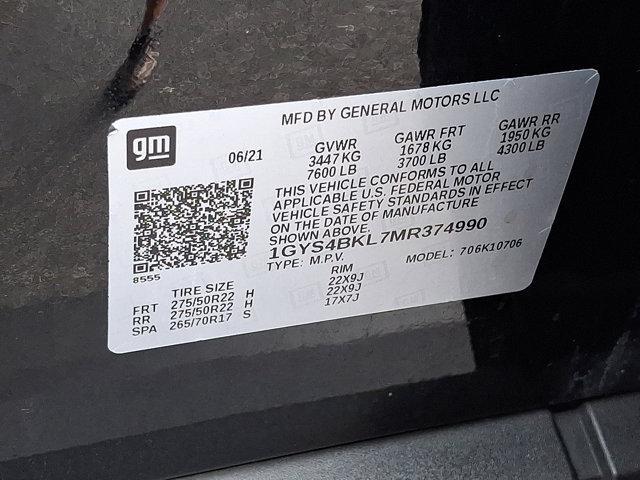 MFD BY GENERAL MOTORS LLC
gm
06/21
GVWR GAWR FRT GAWR RR
3447 KG 1678 KG 1950 KG
7600 LB 3700 LB 4300 LB
THIS VEHICLE CONFORMS TO ALL
APPLICABLE U.S. FEDERAL MOTOR
VEHICLE SAFETY STANDARDS IN EFFECT
ON THE DATE OF MANUFACTURE
SHOWN ABOVE.
1GYS4BKL7MR374990
TYPE: M.P.V. MODEL: 706K10706
8555
TIRE SIZE RIM
FRT 275/50R22 H 22X9J
RR 275/50R22 H 22X9J
SPA 265/70R17 S 17X7J